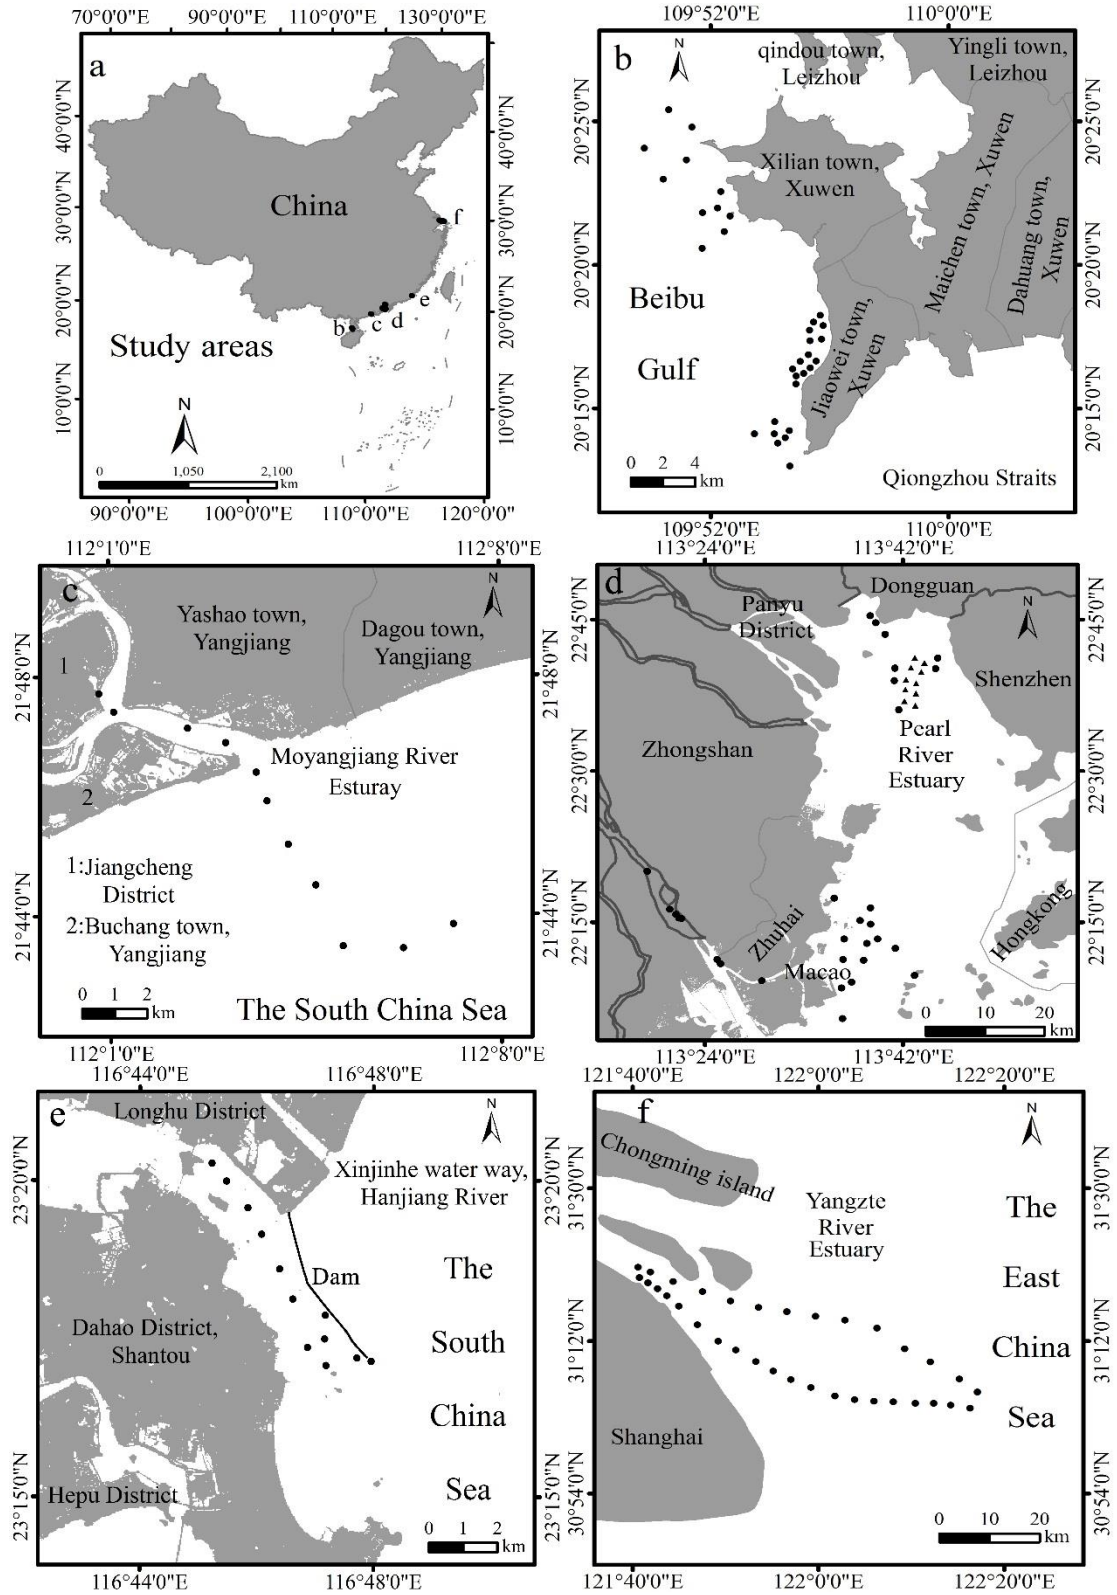 70°0'0"E 90°0'0"E 110°0'0"E 130°0'0"E
a
N
40°0'0"N
30°0'0"N
20°0'0"N
10°0'0"N
40°0'0"N
30°0'0"N
20°0'0"N
10°0'0"N
China
f
e
d
c
b
Study areas
N
0 1,050 2,100
km
90°0'0"E 100°0'0"E 110°0'0"E 120°0'0"E
109°52'0"E 110°0'0"E
b
N
qindou town,
Leizhou
Yingli town,
Leizhou
20°25'0"N
20°20'0"N
20°15'0"N
20°25'0"N
20°20'0"N
20°15'0"N
Xilian town,
Xuwen
Maichen town, Xuwen
Dahuang town,
Xuwen
Beibu
Gulf
Jiaowei town,
Xuwen
0 2 4
km
Qiongzhou Straits
109°52'0"E 110°0'0"E
112°1'0"E 112°8'0"E
c
N
Yashao town,
Yangjiang
Dagou town,
Yangjiang
21°48'0"N
21°44'0"N
21°48'0"N
21°44'0"N
1
2
Moyangjiang River
Esturay
1:Jiangcheng
District
2:Buchang town,
Yangjiang
0 1 2
km
The South China Sea
112°1'0"E 112°8'0"E
113°24'0"E 113°42'0"E
d
N
Dongguan
Panyu
District
Shenzhen
22°45'0"N
22°30'0"N
22°15'0"N
22°45'0"N
22°30'0"N
22°15'0"N
Pearl
River
Estuary
Zhongshan
Zhuhai
Macao
Hongkong
0 10 20
km
113°24'0"E 113°42'0"E
116°44'0"E 116°48'0"E
e
N
Longhu District
Xinjinhe water way,
Hanjiang River
23°20'0"N
23°15'0"N
23°20'0"N
23°15'0"N
Dam
Dahao District,
Shantou
Hepu District
The
South
China
Sea
0 1 2
km
116°44'0"E 116°48'0"E
121°40'0"E 122°0'0"E 122°20'0"E
f
N
Chongming island
Yangzte
River
Estuary
The
East
China
Sea
31°30'0"N
31°12'0"N
30°54'0"N
31°30'0"N
31°12'0"N
30°54'0"N
Shanghai
0 10 20
km
121°40'0"E 122°0'0"E 122°20'0"E